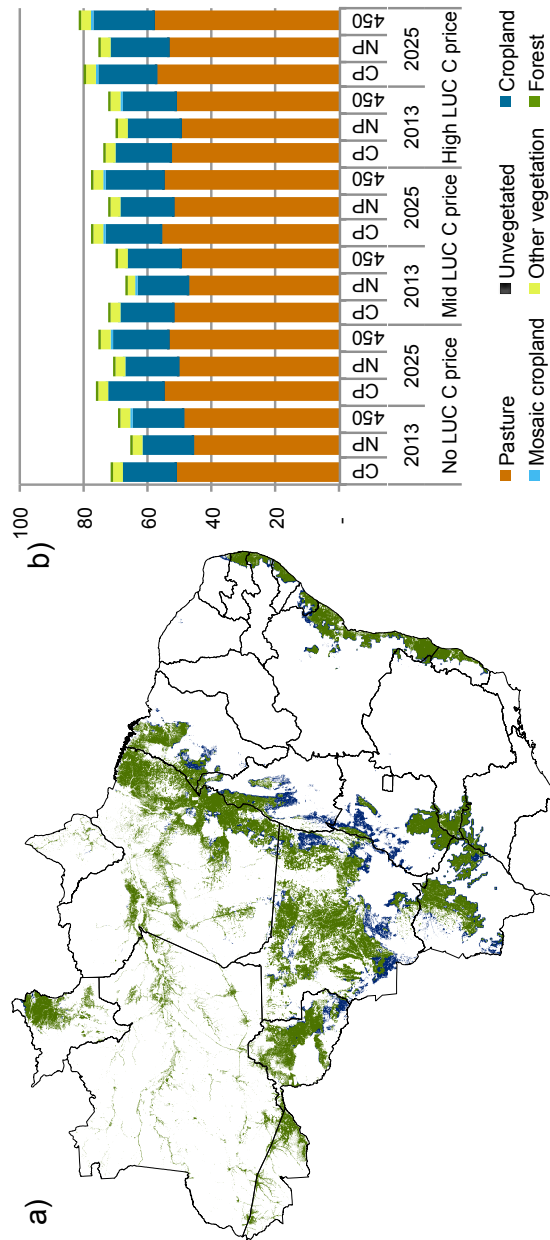 a)
b)
100
80
60
40
20
-
CP NP 450 CP NP 450 CP NP 450 CP NP 450 CP NP 450 CP NP 450
2013 2025 2013 2025 2013 2025
No LUC C price Mid LUC C price High LUC C price
Pasture Unvegetated Cropland
Mosaic cropland Other vegetation Forest